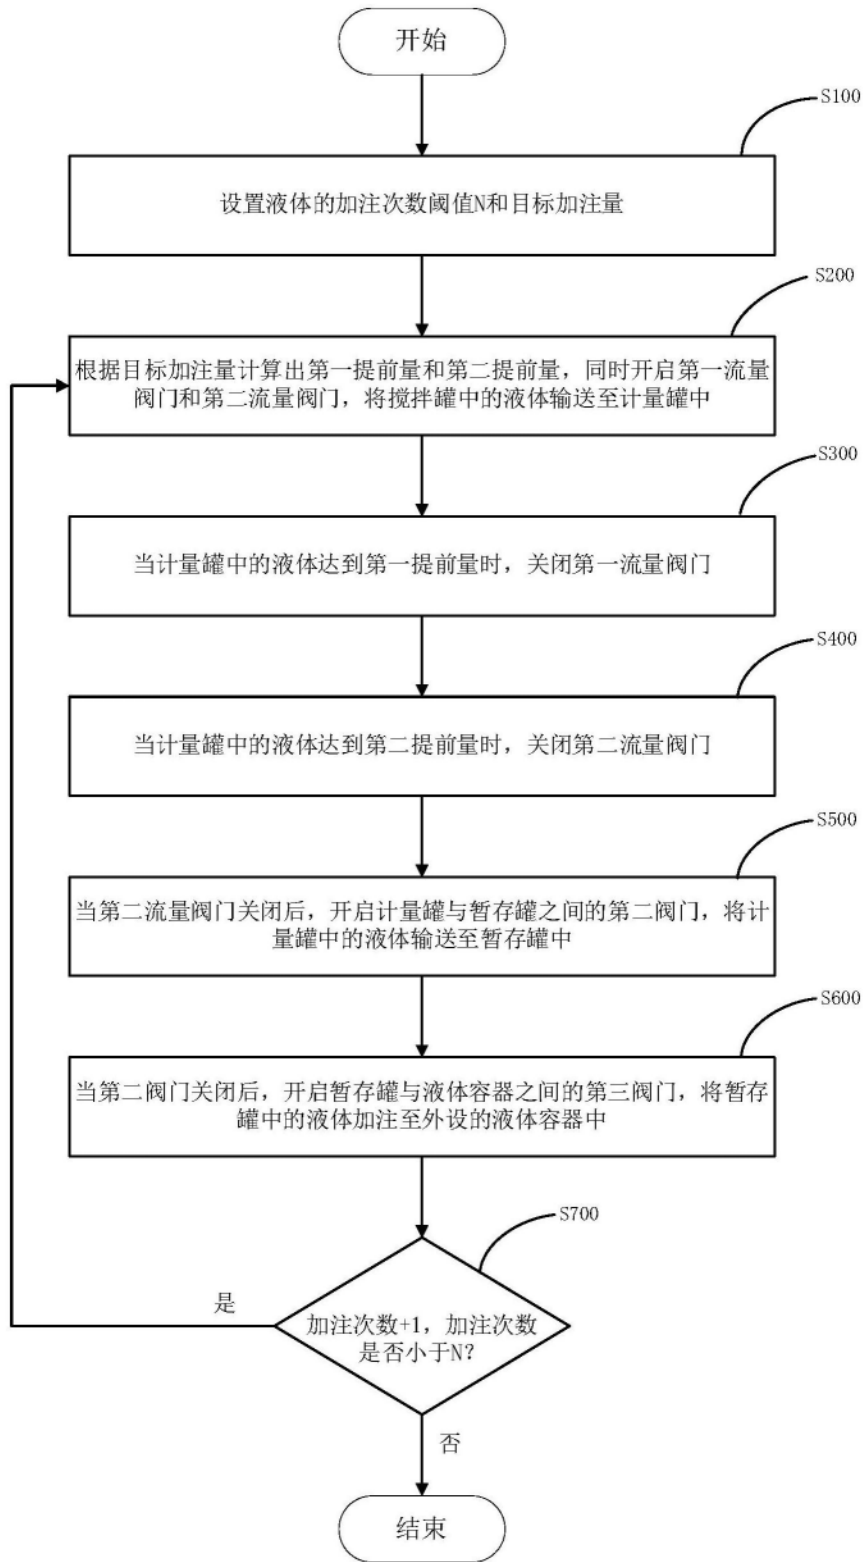 开始
S100
设置液体的加注次数阈值N和目标加注量
S200
根据目标加注量计算出第一提前量和第二提前量，同时开启第一流量
阀门和第二流量阀门，将搅拌罐中的液体输送至计量罐中
S300
当计量罐中的液体达到第一提前量时，关闭第一流量阀门
S400
当计量罐中的液体达到第二提前量时，关闭第二流量阀门
S500
当第二流量阀门关闭后，开启计量罐与暂存罐之间的第二阀门，将计
量罐中的液体输送至暂存罐中
S600
当第二阀门关闭后，开启暂存罐与液体容器之间的第三阀门，将暂存
罐中的液体加注至外设的液体容器中
S700
是
加注次数+1，加注次数
是否小于N？
否
结束